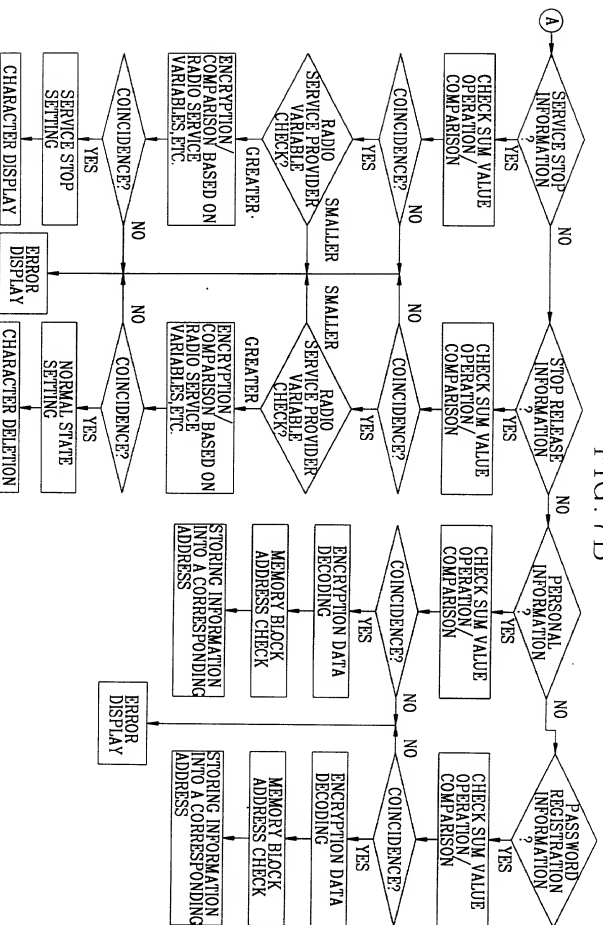 FIG. 7B
A
SERVICE STOP
INFORMATION
?
NO
YES
CHECK SUM VALUE
OPERATION/
COMPARISON
COINCIDENCE?
NO
YES
RADIO
SERVICE PROVIDER
VARIABLE
CHECK?
SMALLER
GREATER.
ENCRYPTION/
COMPARISON BASED ON
RADIO SERVICE
VARIABLES,ETC.
COINCIDENCE?
NO
YES
SERVICE STOP
SETTING
CHARACTER DISPLAY
ERROR
DISPLAY
STOP RELEASE
INFORMATION
?
NO
YES
CHECK SUM VALUE
OPERATION/
COMPARISON
COINCIDENCE?
NO
YES
RADIO
SERVICE PROVIDER
VARIABLE
CHECK?
SMALLER
GREATER
ENCRYPTION/
COMPARISON BASED ON
RADIO SERVICE
VARIABLES,ETC.
COINCIDENCE?
NO
YES
NORMAL STATE
SETTING
CHARACTER DELETION
PERSONAL
INFORMATION
?
NO
YES
CHECK SUM VALUE
OPERATION/
COMPARISON
COINCIDENCE?
NO
YES
ENCRYPTION DATA
DECODING
MEMORY BLOCK
ADDRESS CHECK
STORING INFORMATION
INTO A CORRESPONDING
ADDRESS
ERROR
DISPLAY
PASSWORD
REGISTRATION
INFORMATION
?
YES
CHECK SUM VALUE
OPERATION/
COMPARISON
COINCIDENCE?
NO
YES
ENCRYPTION DATA
DECODING
MEMORY BLOCK
ADDRESS CHECK
STORING INFORMATION
INTO A CORRESPONDING
ADDRESS